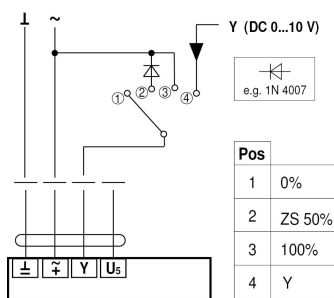 ⊥ ~
Y (DC 0...10 V)
① ② ③ ④
e.g. 1N 4007
Pos
1 0%
2 ZS 50%
3 100%
4 Y
⊥ ~+ Y U5